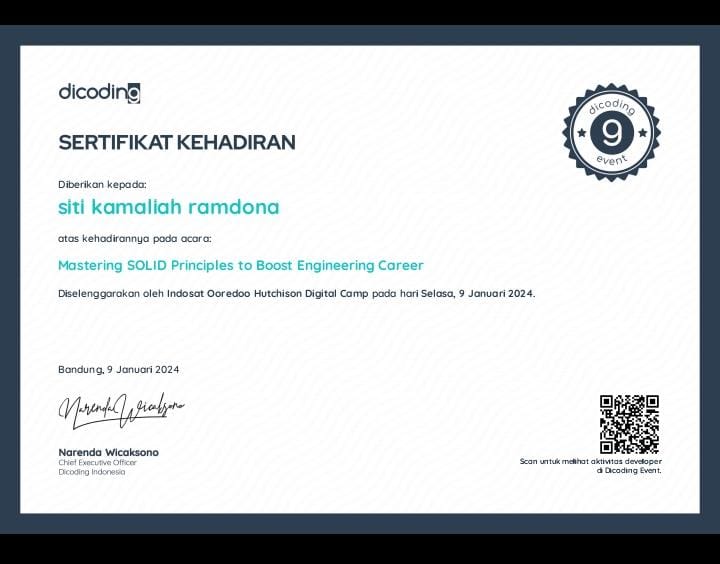 dicoding
SERTIFIKAT KEHADIRAN
dicoding
event
Diberikan kepada:
siti kamaliah ramdona
atas kehadirannya pada acara:
Mastering SOLID Principles to Boost Engineering Career
Diselenggarakan oleh Indosat Ooredoo Hutchison Digital Camp pada hari Selasa, 9 Januari 2024.
Bandung, 9 Januari 2024
Narenda Wicaksono
Narenda Wicaksono
Chief Executive Officer
Dicoding Indonesia
Scan untuk melihat aktivitas developer
di Dicoding Event.